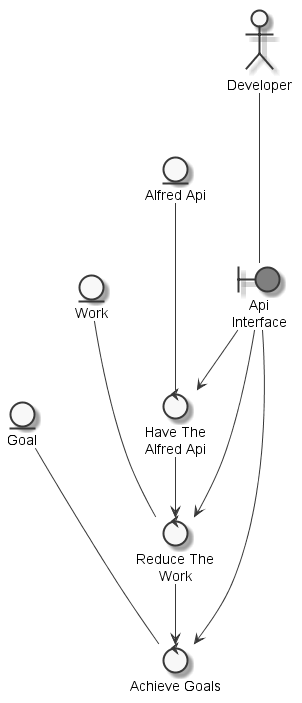 Developer
Alfred Api
Work
Api
Interface
Goal
Have The
Alfred Api
Reduce The
Work
Achieve Goals